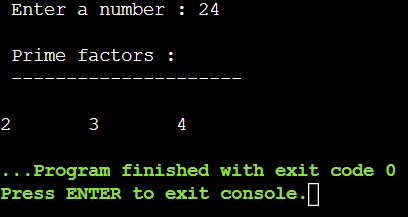 Enter a number : 24
Prime factors :
----------------------
2 3 4
...Program finished with exit code 0
Press ENTER to exit console.